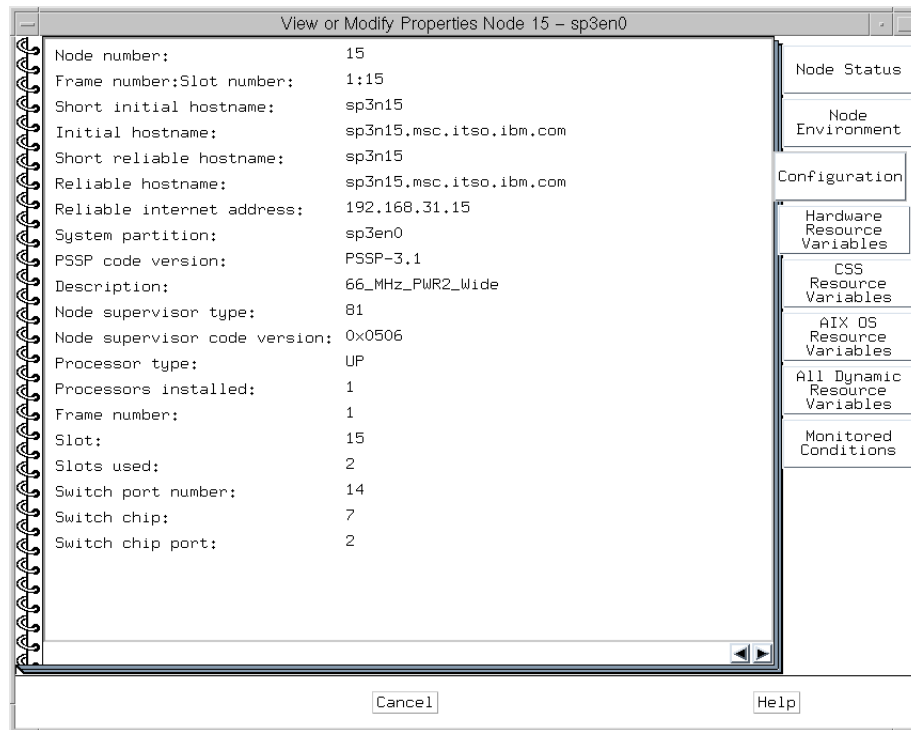 View or Modify Properties Node 15 – sp3en0
Node number: 15
Frame number:Slot number: 1:15
Short initial hostname: sp3n15
Initial hostname: sp3n15.msc.itso.ibm.com
Short reliable hostname: sp3n15
Reliable hostname: sp3n15.msc.itso.ibm.com
Reliable internet address: 192.168.31.15
System partition: sp3en0
PSSP code version: PSSP-3.1
Description: 66_MHz_PWR2_Wide
Node supervisor type: 81
Node supervisor code version: 0x0506
Processor type: UP
Processors installed: 1
Frame number: 1
Slot: 15
Slots used: 2
Switch port number: 14
Switch chip: 7
Switch chip port: 2
Node Status
Node
Environment
Configuration
Hardware
Resource
Variables
CSS
Resource
Variables
AIX OS
Resource
Variables
All Dynamic
Resource
Variables
Monitored
Conditions
Cancel
Help